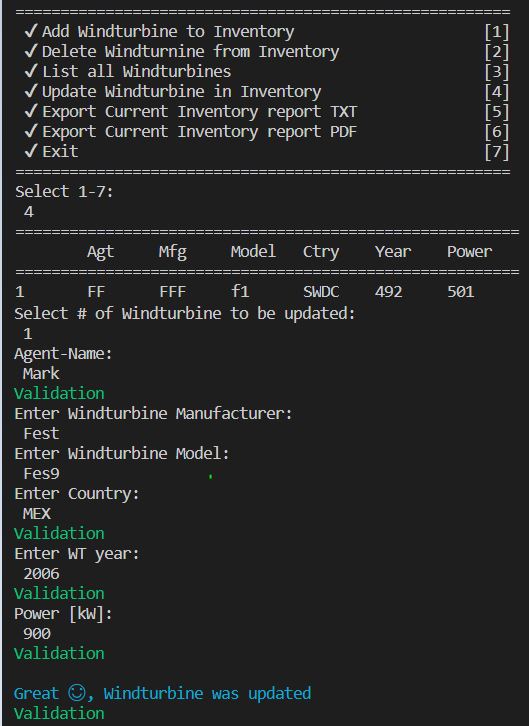 =======================================================
✓ Add Windturbine to Inventory [1]
✓ Delete Windturnine from Inventory [2]
✓ List all Windturbines [3]
✓ Update Windturbine in Inventory [4]
✓ Export Current Inventory report TXT [5]
✓ Export Current Inventory report PDF [6]
✓ Exit [7]
=======================================================
Select 1-7:
4
========================================================
Agt Mfg Model Ctry Year Power
========================================================
1 FF FFF f1 SWDC 492 501
Select # of Windturbine to be updated:
1
Agent-Name:
Mark
Validation
Enter Windturbine Manufacturer:
Fest
Enter Windturbine Model:
Fes9
Enter Country:
MEX
Validation
Enter WT year:
2006
Validation
Power [kW]:
900
Validation
Great ☺, Windturbine was updated
Validation